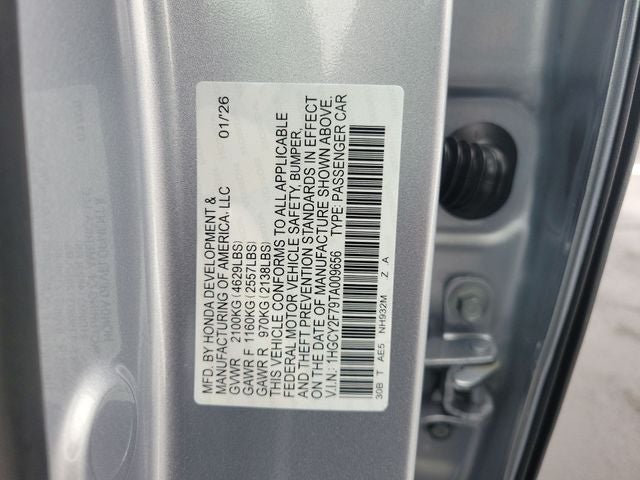 MFD. BY HONDA DEVELOPMENT & 01/'26
MANUFACTURING OF AMERICA. LLC
GVWR 2100KG (4629LBS)
GAWR F 1160KG (2557LBS)
GAWR R 970KG (2138LBS)
THIS VEHICLE CONFORMS TO ALL APPLICABLE
FEDERAL MOTOR VEHICLE SAFETY, BUMPER,
AND THEFT PREVENTION STANDARDS IN EFFECT
ON THE DATE OF MANUFACTURE SHOWN ABOVE.
V.I.N.: 1HGCY2F79TA009656 TYPE: PASSENGER CAR
30B T AE5 NH932M Z A